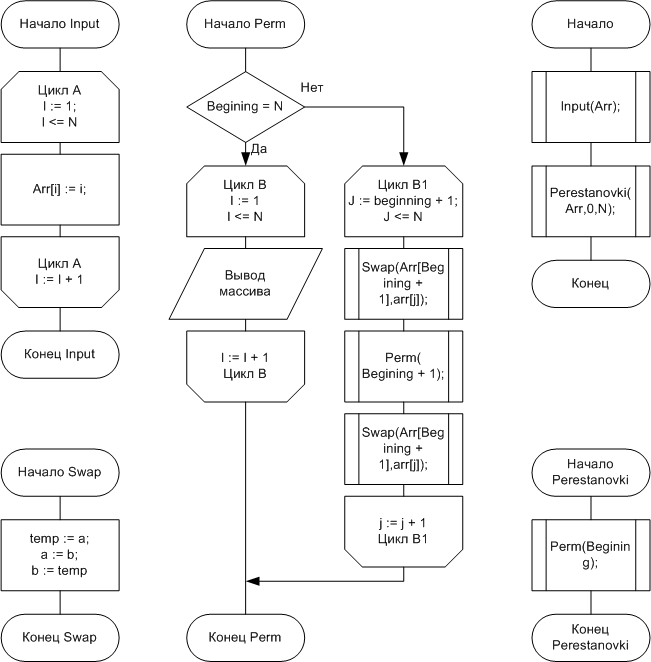 Начало Input
Цикл А
I := 1;
I <= N
Arr[i] := i;
Цикл А
I := I + 1
Конец Input
Начало Perm
Begining = N
Нет
Да
Цикл B
I := 1
I <= N
Вывод
массива
I := I + 1
Цикл B
Цикл B1
J := beginning + 1;
J <= N
Swap(Arr[Beg
ining +
1],arr[j]);
Perm(
Begining + 1);
Swap(Arr[Beg
ining +
1],arr[j]);
j := j + 1
Цикл B1
Конец Perm
Начало
Input(Arr);
Perestanovki(
Arr,0,N);
Конец
Начало Swap
temp := a;
a := b;
b := temp
Конец Swap
Начало
Perestanovki
Perm(Beginin
g);
Конец
Perestanovki